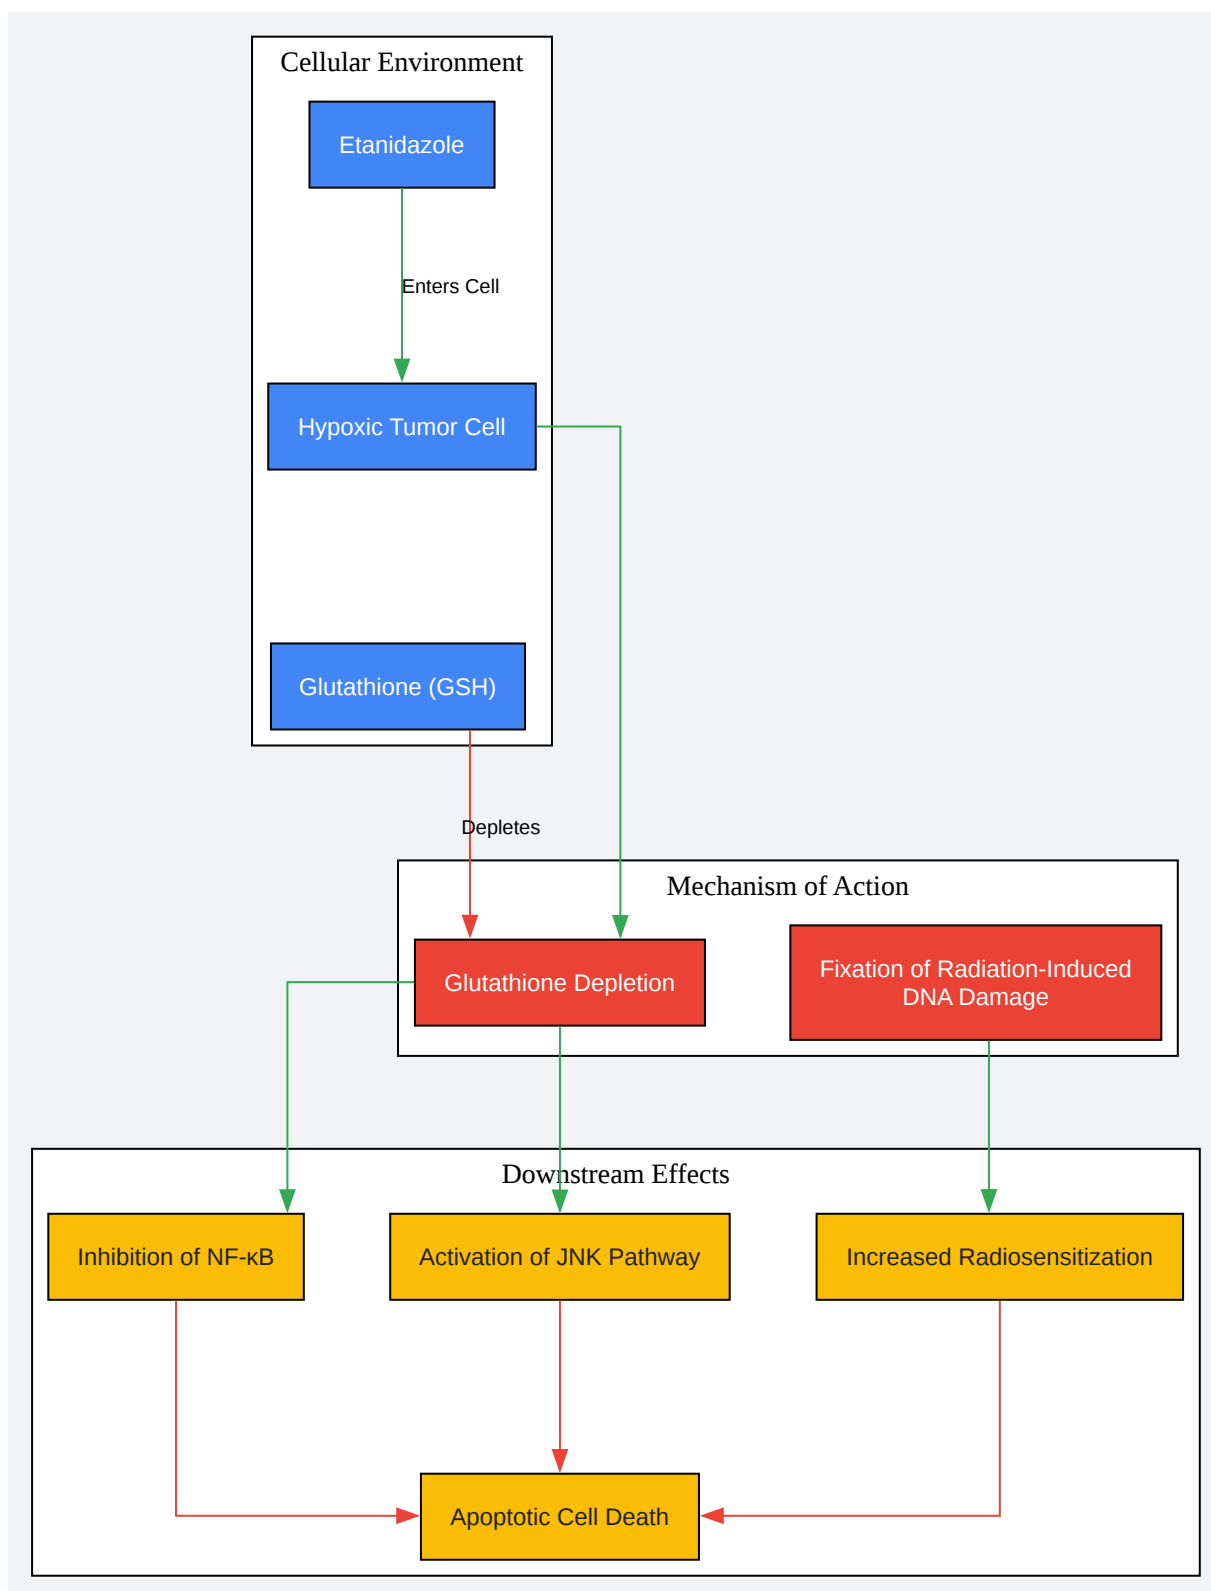 Cellular Environment
Etanidazole
Enters Cell
Hypoxic Tumor Cell
Glutathione (GSH)
Depletes
Mechanism of Action
Glutathione Depletion
Fixation of Radiation-Induced
DNA Damage
Downstream Effects
Inhibition of NF-κB
Activation of JNK Pathway
Increased Radiosensitization
Apoptotic Cell Death